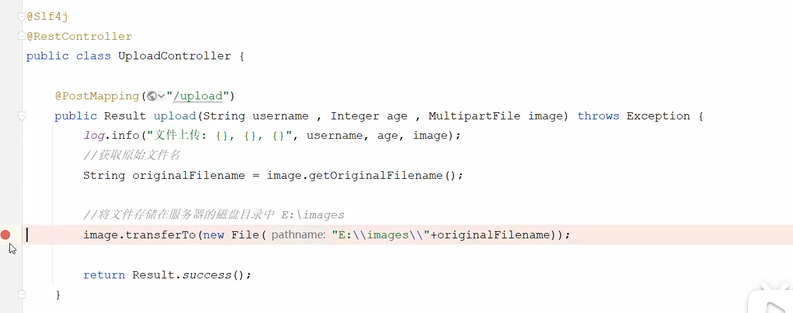 @Slf4j
@RestController
public class UploadController {
@PostMapping("/upload")
public Result upload(String username , Integer age , MultipartFile image) throws Exception {
log.info("文件上传: {}, {}, {}", username, age, image);
//获取原始文件名
String originalFilename = image.getOriginalFilename();
//将文件存储在服务器的磁盘目录中 E:\images
image.transferTo(new File( pathname: "E:\\images\\"+originalFilename));
return Result.success();
}